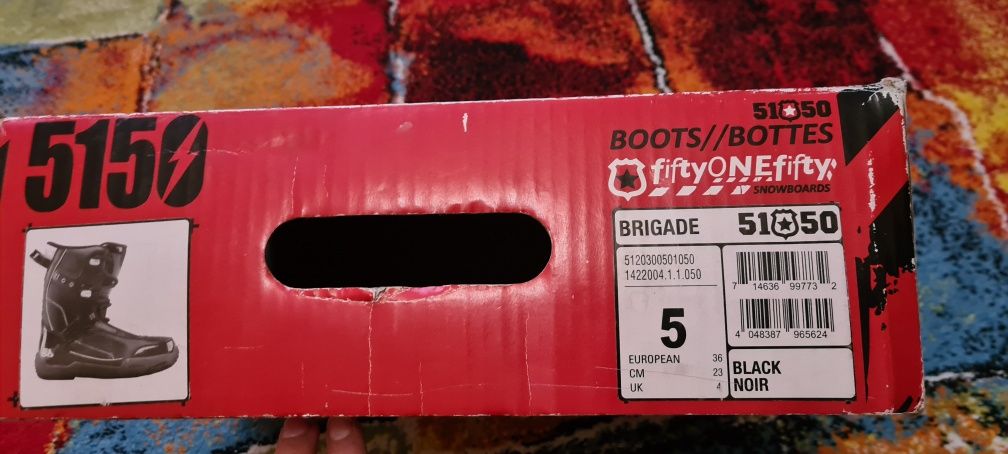 5150
51 50
BOOTS//BOTTES
fiftyONEfifty
SNOWBOARDS
BRIGADE 51 50
5120300501050
1422004.1.1.050
5
EUROPEAN 36
CM 23
UK 4
7 14636 99773 2
4 048387 965624
BLACK
NOIR